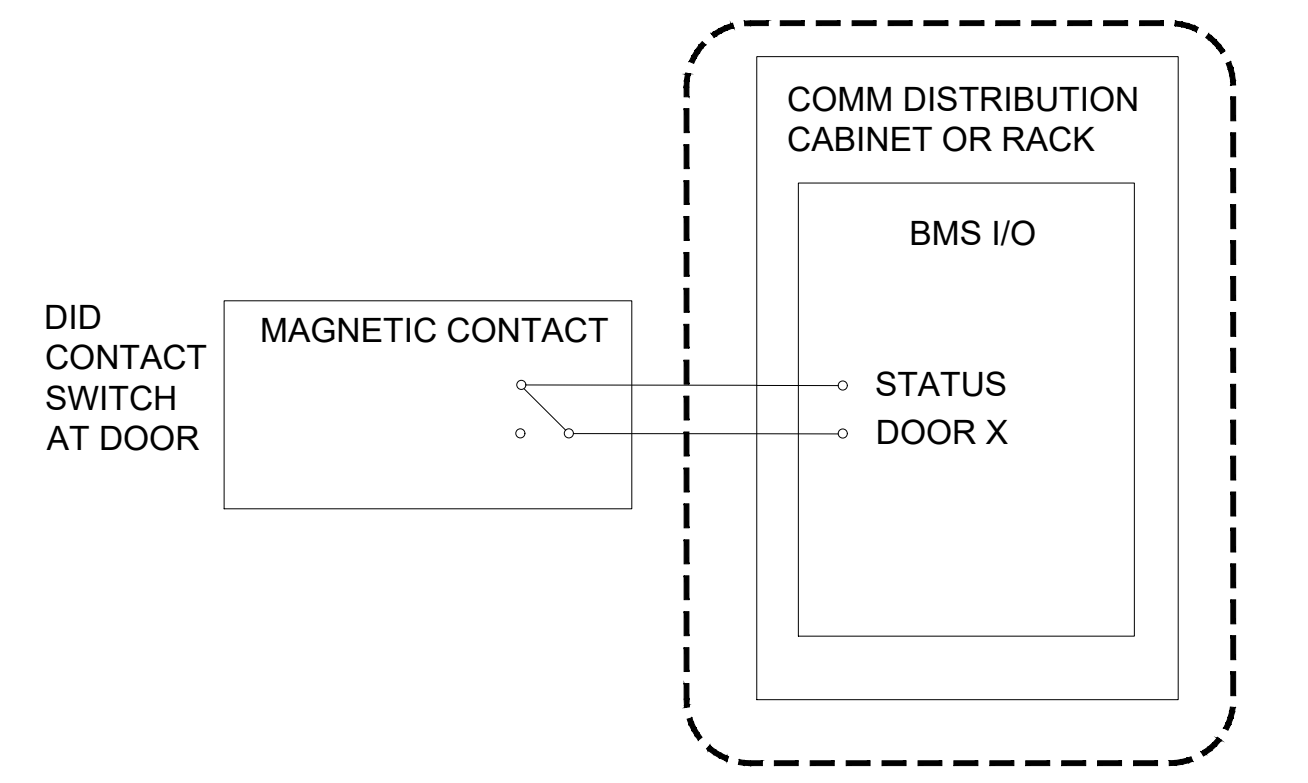 COMM DISTRIBUTION
CABINET OR RACK
BMS I/O
DID
CONTACT
SWITCH
AT DOOR
MAGNETIC CONTACT
STATUS
DOOR X